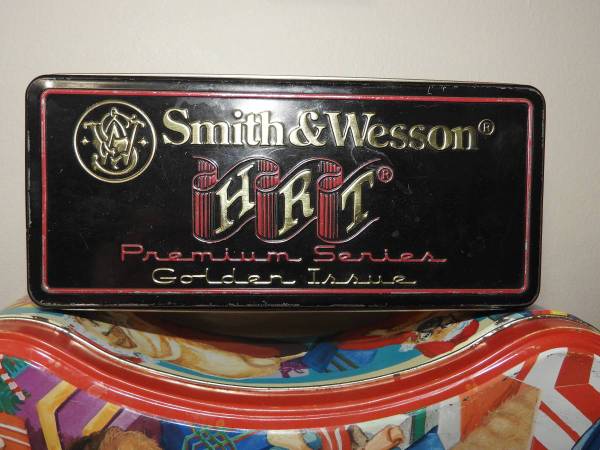 Smith & Wesson®
HRT®
Premium Series
Golden Issue